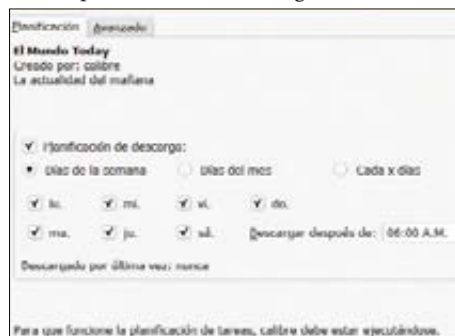 Planificación Avanzado
El Mundo Today
Creado por: calibre
La actualidad del mañana
Planificación de descarga:
Días de la semana Días del mes Cada x días
lu. mi. vi. do.
ma. ju. sá. Descargar después de: 06:00 A.M.
Descargado por última vez: nunca
Para que funcione la planificación de tareas, calibre debe estar ejecutándose.